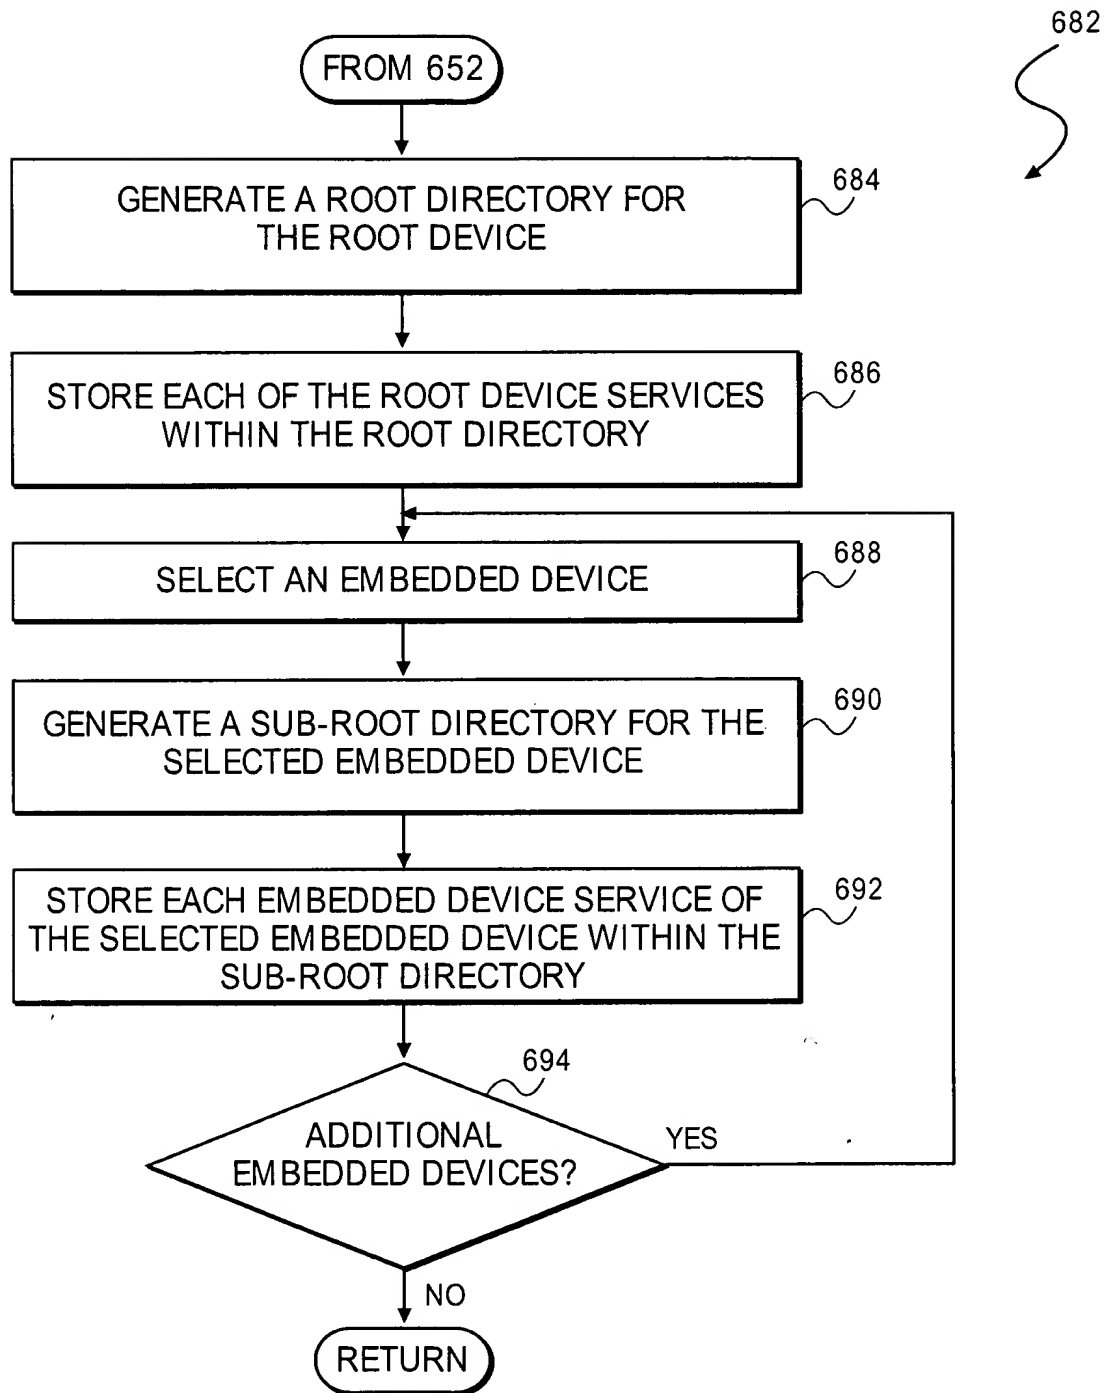 682
FROM 652
GENERATE A ROOT DIRECTORY FOR
THE ROOT DEVICE
684
STORE EACH OF THE ROOT DEVICE SERVICES
WITHIN THE ROOT DIRECTORY
686
SELECT AN EMBEDDED DEVICE
688
GENERATE A SUB-ROOT DIRECTORY FOR THE
SELECTED EMBEDDED DEVICE
690
STORE EACH EMBEDDED DEVICE SERVICE OF
THE SELECTED EMBEDDED DEVICE WITHIN THE
SUB-ROOT DIRECTORY
692
694
ADDITIONAL
EMBEDDED DEVICES?
YES
NO
RETURN